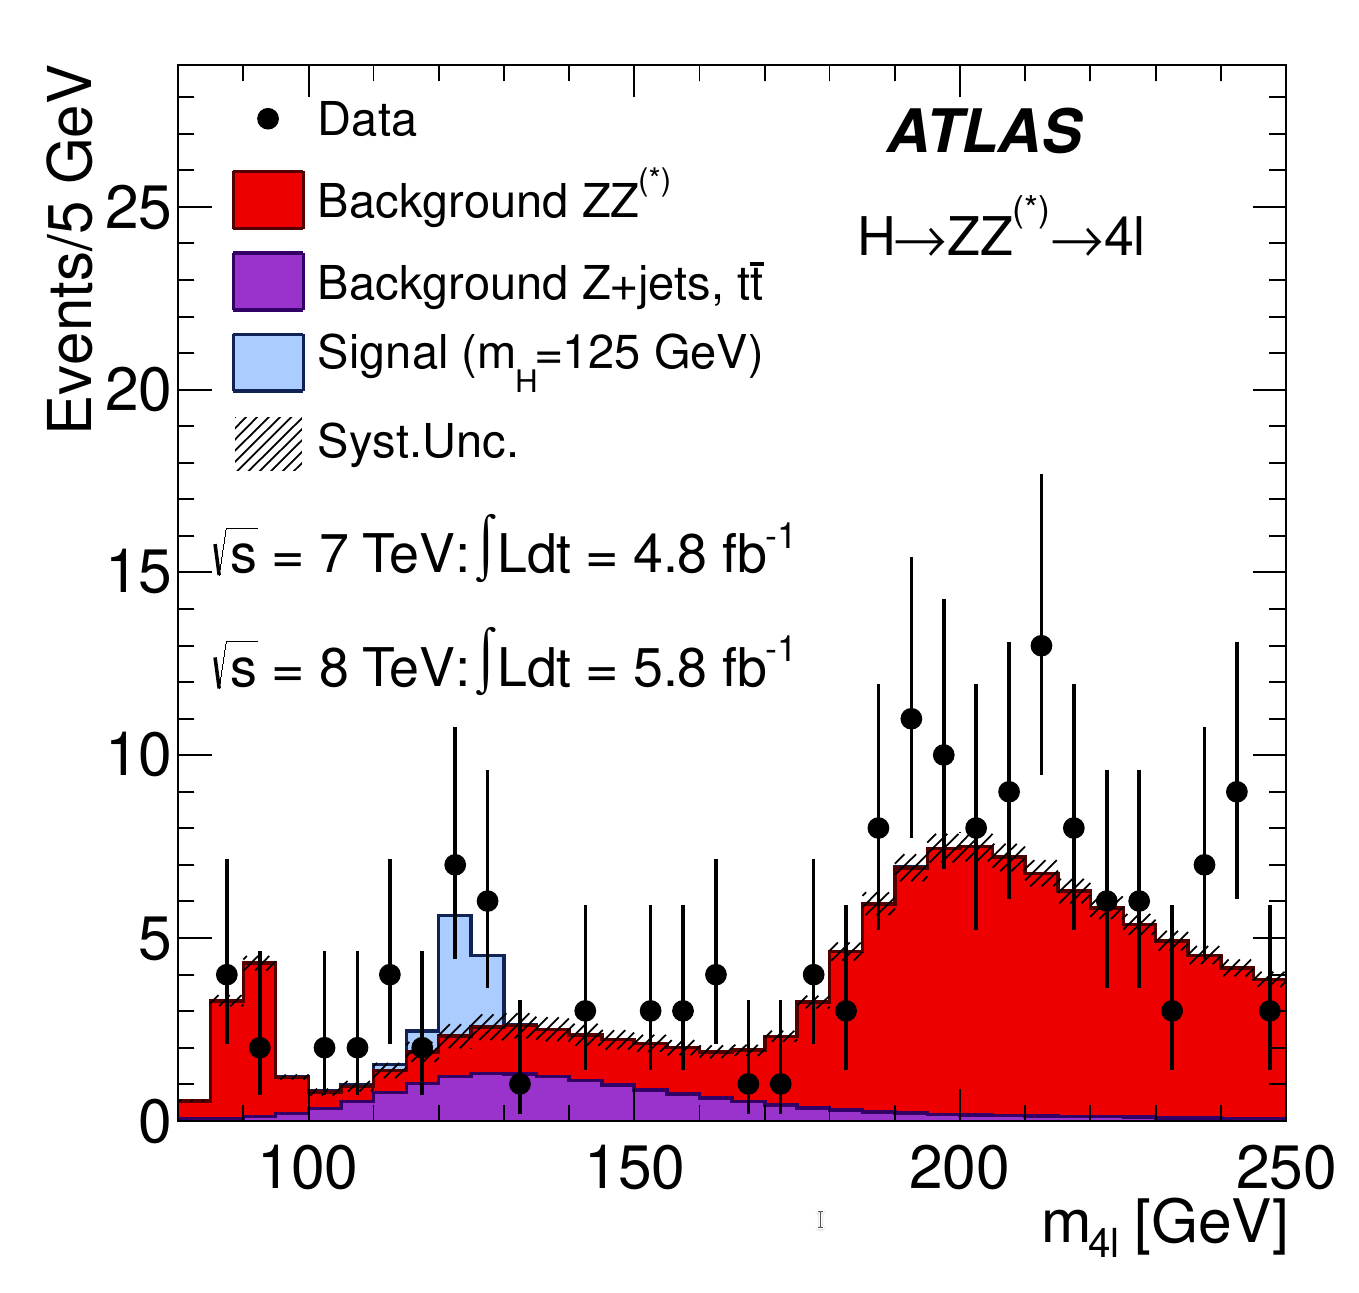 Events/5 GeV
25
20
15
10
5
0
Data
Background ZZ(*)
Background Z+jets, tt̄
Signal (mH=125 GeV)
Syst.Unc.
√s = 7 TeV:∫Ldt = 4.8 fb-1
√s = 8 TeV:∫Ldt = 5.8 fb-1
ATLAS
H→ZZ(*)→4l
100 150 200 250
m4l [GeV]